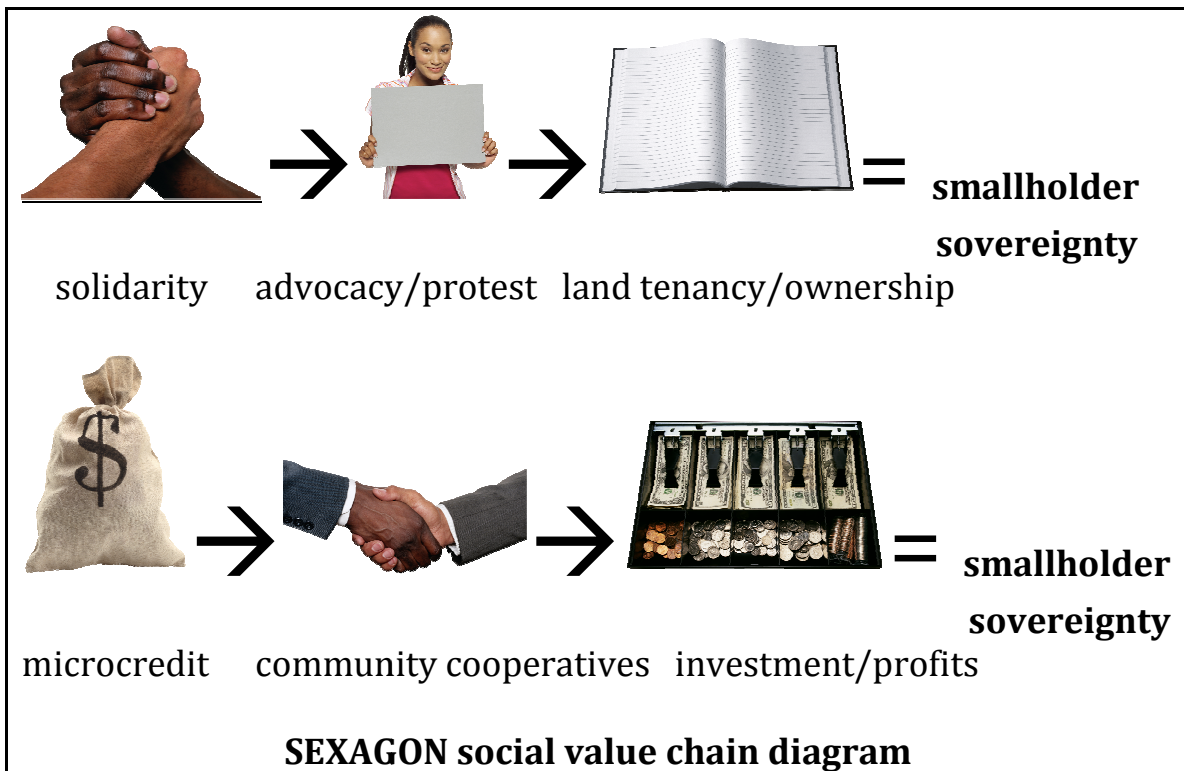 smallholder
sovereignty
solidarity advocacy/protest land tenancy/ownership
$
smallholder
sovereignty
microcredit community cooperatives investment/profits
SEXAGON social value chain diagram